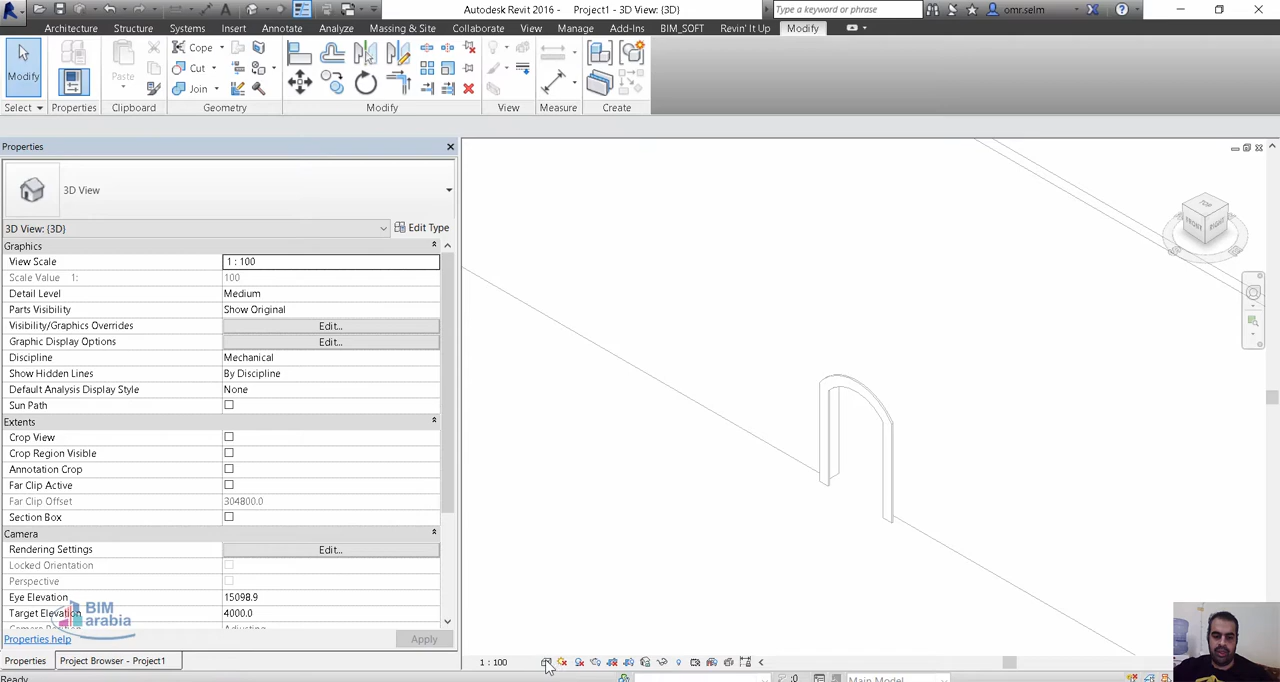 Autodesk Revit 2016 - Project1 - 3D View: {3D}
Type a keyword or phrase
omr.selm
Architecture Structure Systems Insert Annotate Analyze Massing & Site Collaborate View Manage Add-Ins BIM_SOFT Revin' It Up Modify
Modify
Paste
Cope
Cut
Join
Select Properties Clipboard Geometry Modify View Measure Create
Properties
3D View
3D View: {3D}
Edit Type
Graphics
View Scale 1 : 100
Scale Value 1: 100
Detail Level Medium
Parts Visibility Show Original
Visibility/Graphics Overrides Edit...
Graphic Display Options Edit...
Discipline Mechanical
Show Hidden Lines By Discipline
Default Analysis Display Style None
Sun Path
Extents
Crop View
Crop Region Visible
Annotation Crop
Far Clip Active
Far Clip Offset 304800.0
Section Box
Camera
Rendering Settings Edit...
Locked Orientation
Perspective
Eye Elevation 15098.9
Target Elevation 4000.0
Adjusting
BIM
arabia
Properties help
Apply
Properties
Project Browser - Project1
1 : 100
Ready
:0
Main Model
TOP
FRONT
RIGHT